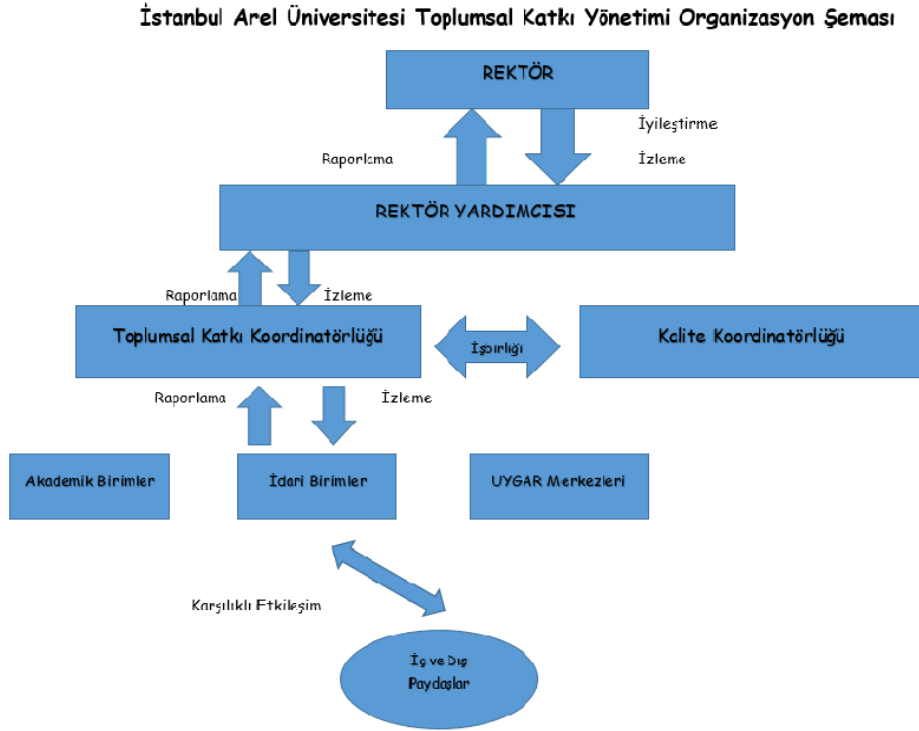 İstanbul Arel Üniversitesi Toplumsal Katkı Yönetimi Organizasyon Şeması
REKTÖR
İyileştirme
Raporlama
İzleme
REKTÖR YARDIMCISI
Raporlama
İzleme
Toplumsal Katkı Koordinatörlüğü
İşbirliği
Kalite Koordinatörlüğü
Raporlama
İzleme
Akademik Birimler
İdari Birimler
UYGAR Merkezleri
Karşılıklı Etkileşim
İç ve Dış
Paydaşlar